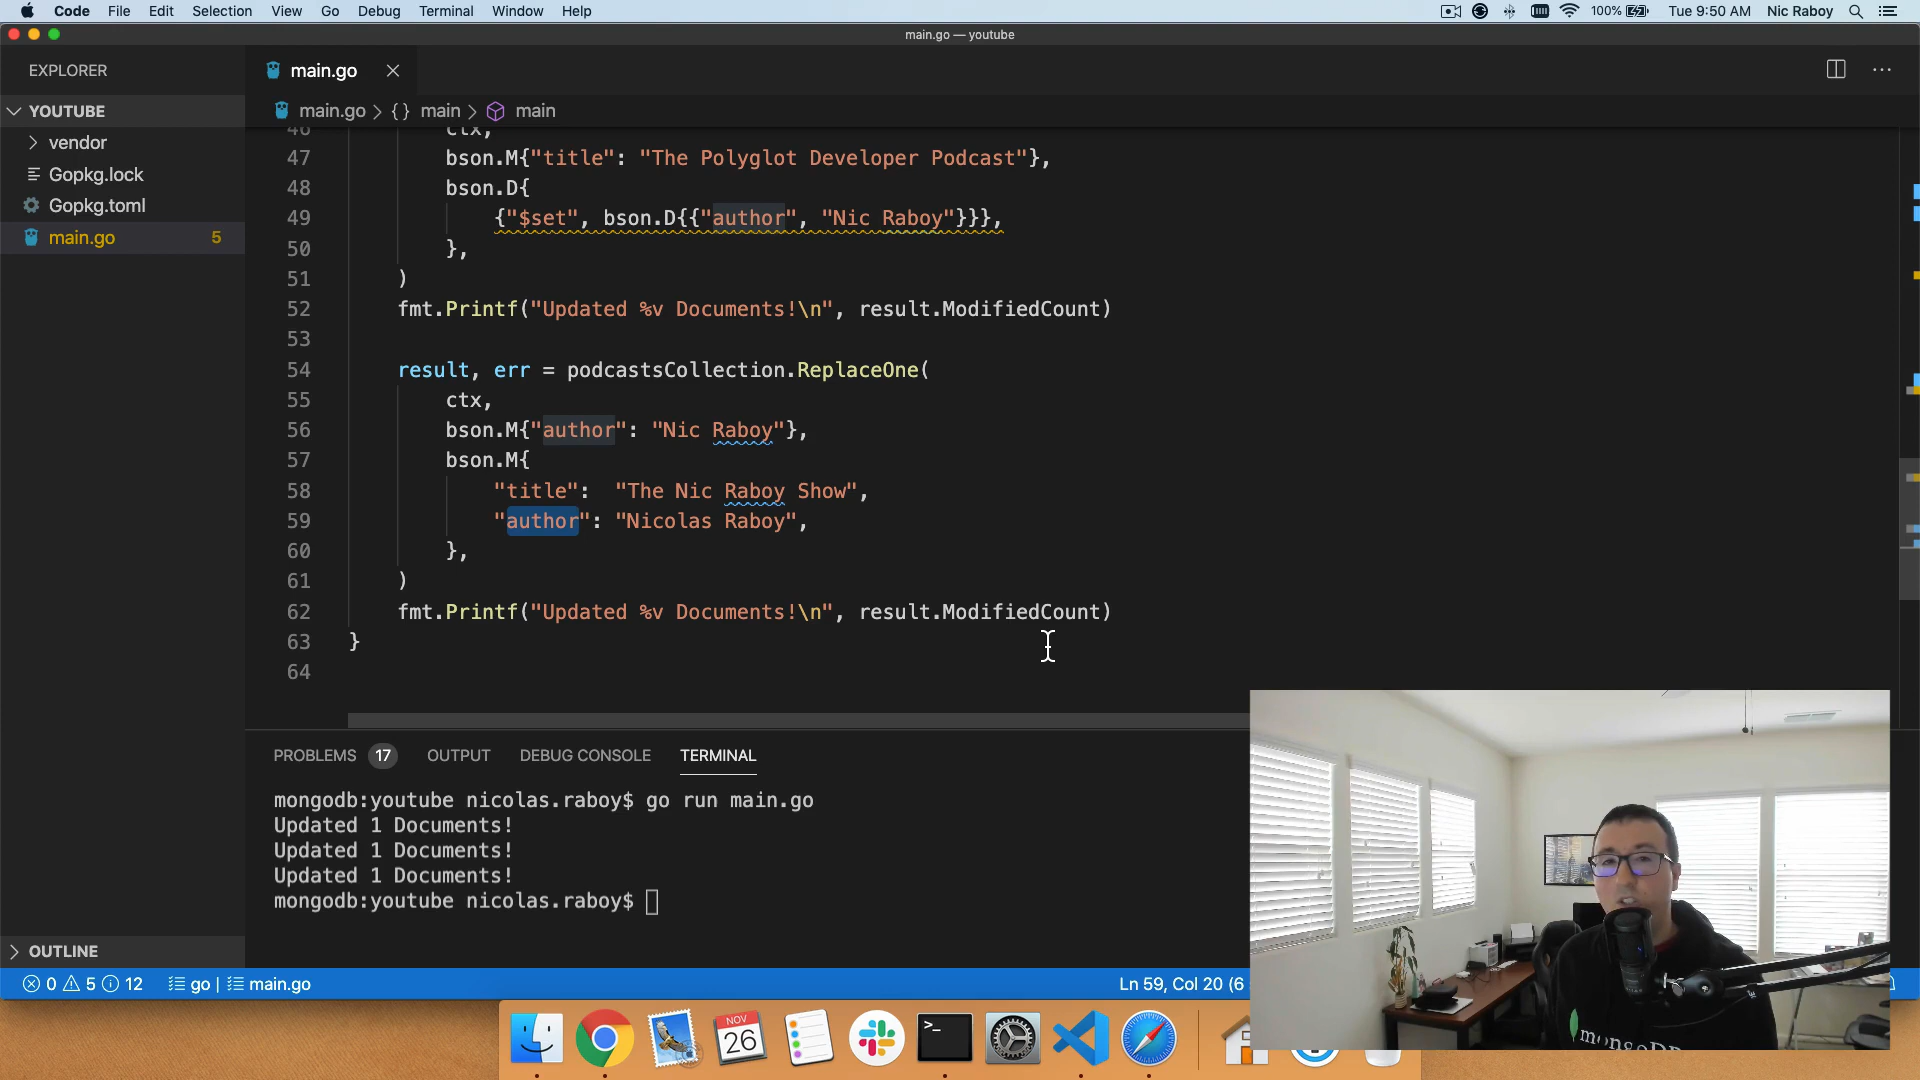 Code File Edit Selection View Go Debug Terminal Window Help
100% Tue 9:50 AM Nic Raboy
main.go — youtube
EXPLORER
main.go
YOUTUBE
main.go > {} main > main
vendor
Gopkg.lock
Gopkg.toml
main.go 5
46 ctx,
47 bson.M{"title": "The Polyglot Developer Podcast"},
48 bson.D{
49 {"$set", bson.D{{"author", "Nic Raboy"}}},
50 },
51 )
52 fmt.Printf("Updated %v Documents!\n", result.ModifiedCount)
53
54 result, err = podcastsCollection.ReplaceOne(
55 ctx,
56 bson.M{"author": "Nic Raboy"},
57 bson.M{
58 "title":  "The Nic Raboy Show",
59 "author": "Nicolas Raboy",
60 },
61 )
62 fmt.Printf("Updated %v Documents!\n", result.ModifiedCount)
63 }
64
PROBLEMS 17 OUTPUT DEBUG CONSOLE TERMINAL
mongodb:youtube nicolas.raboy$ go run main.go
Updated 1 Documents!
Updated 1 Documents!
Updated 1 Documents!
mongodb:youtube nicolas.raboy$
OUTLINE
0 5 12 go | main.go
Ln 59, Col 20 (6
NOV
26